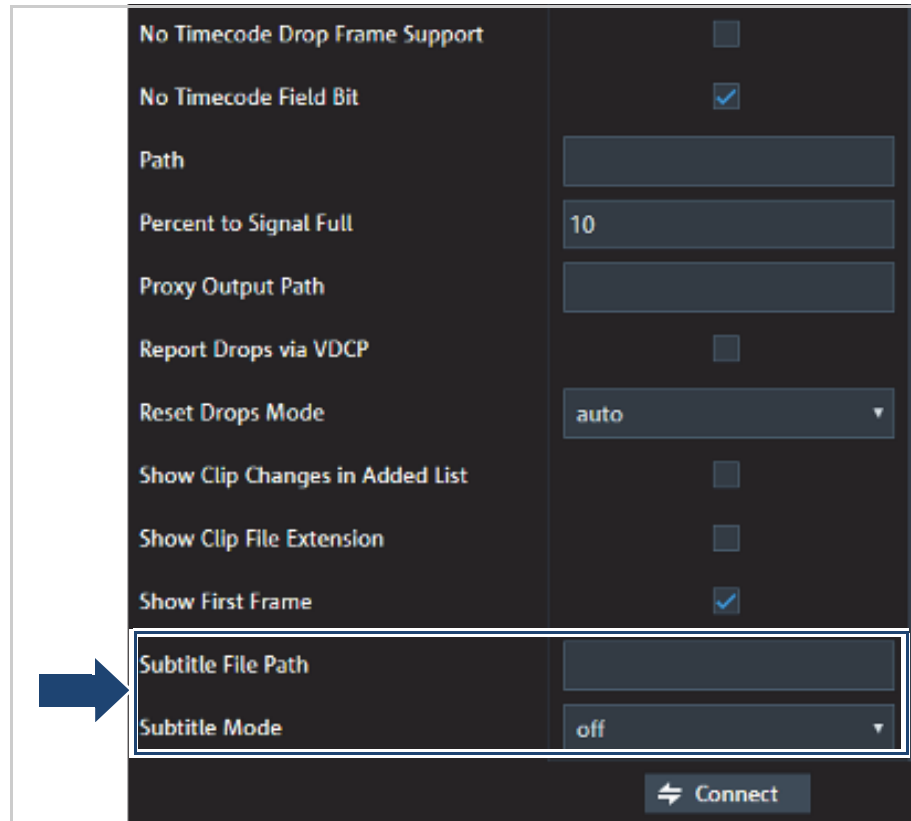 No Timecode Drop Frame Support
No Timecode Field Bit
Path
Percent to Signal Full 10
Proxy Output Path
Report Drops via VDCP
Reset Drops Mode auto
Show Clip Changes in Added List
Show Clip File Extension
Show First Frame
Subtitle File Path
Subtitle Mode off
Connect